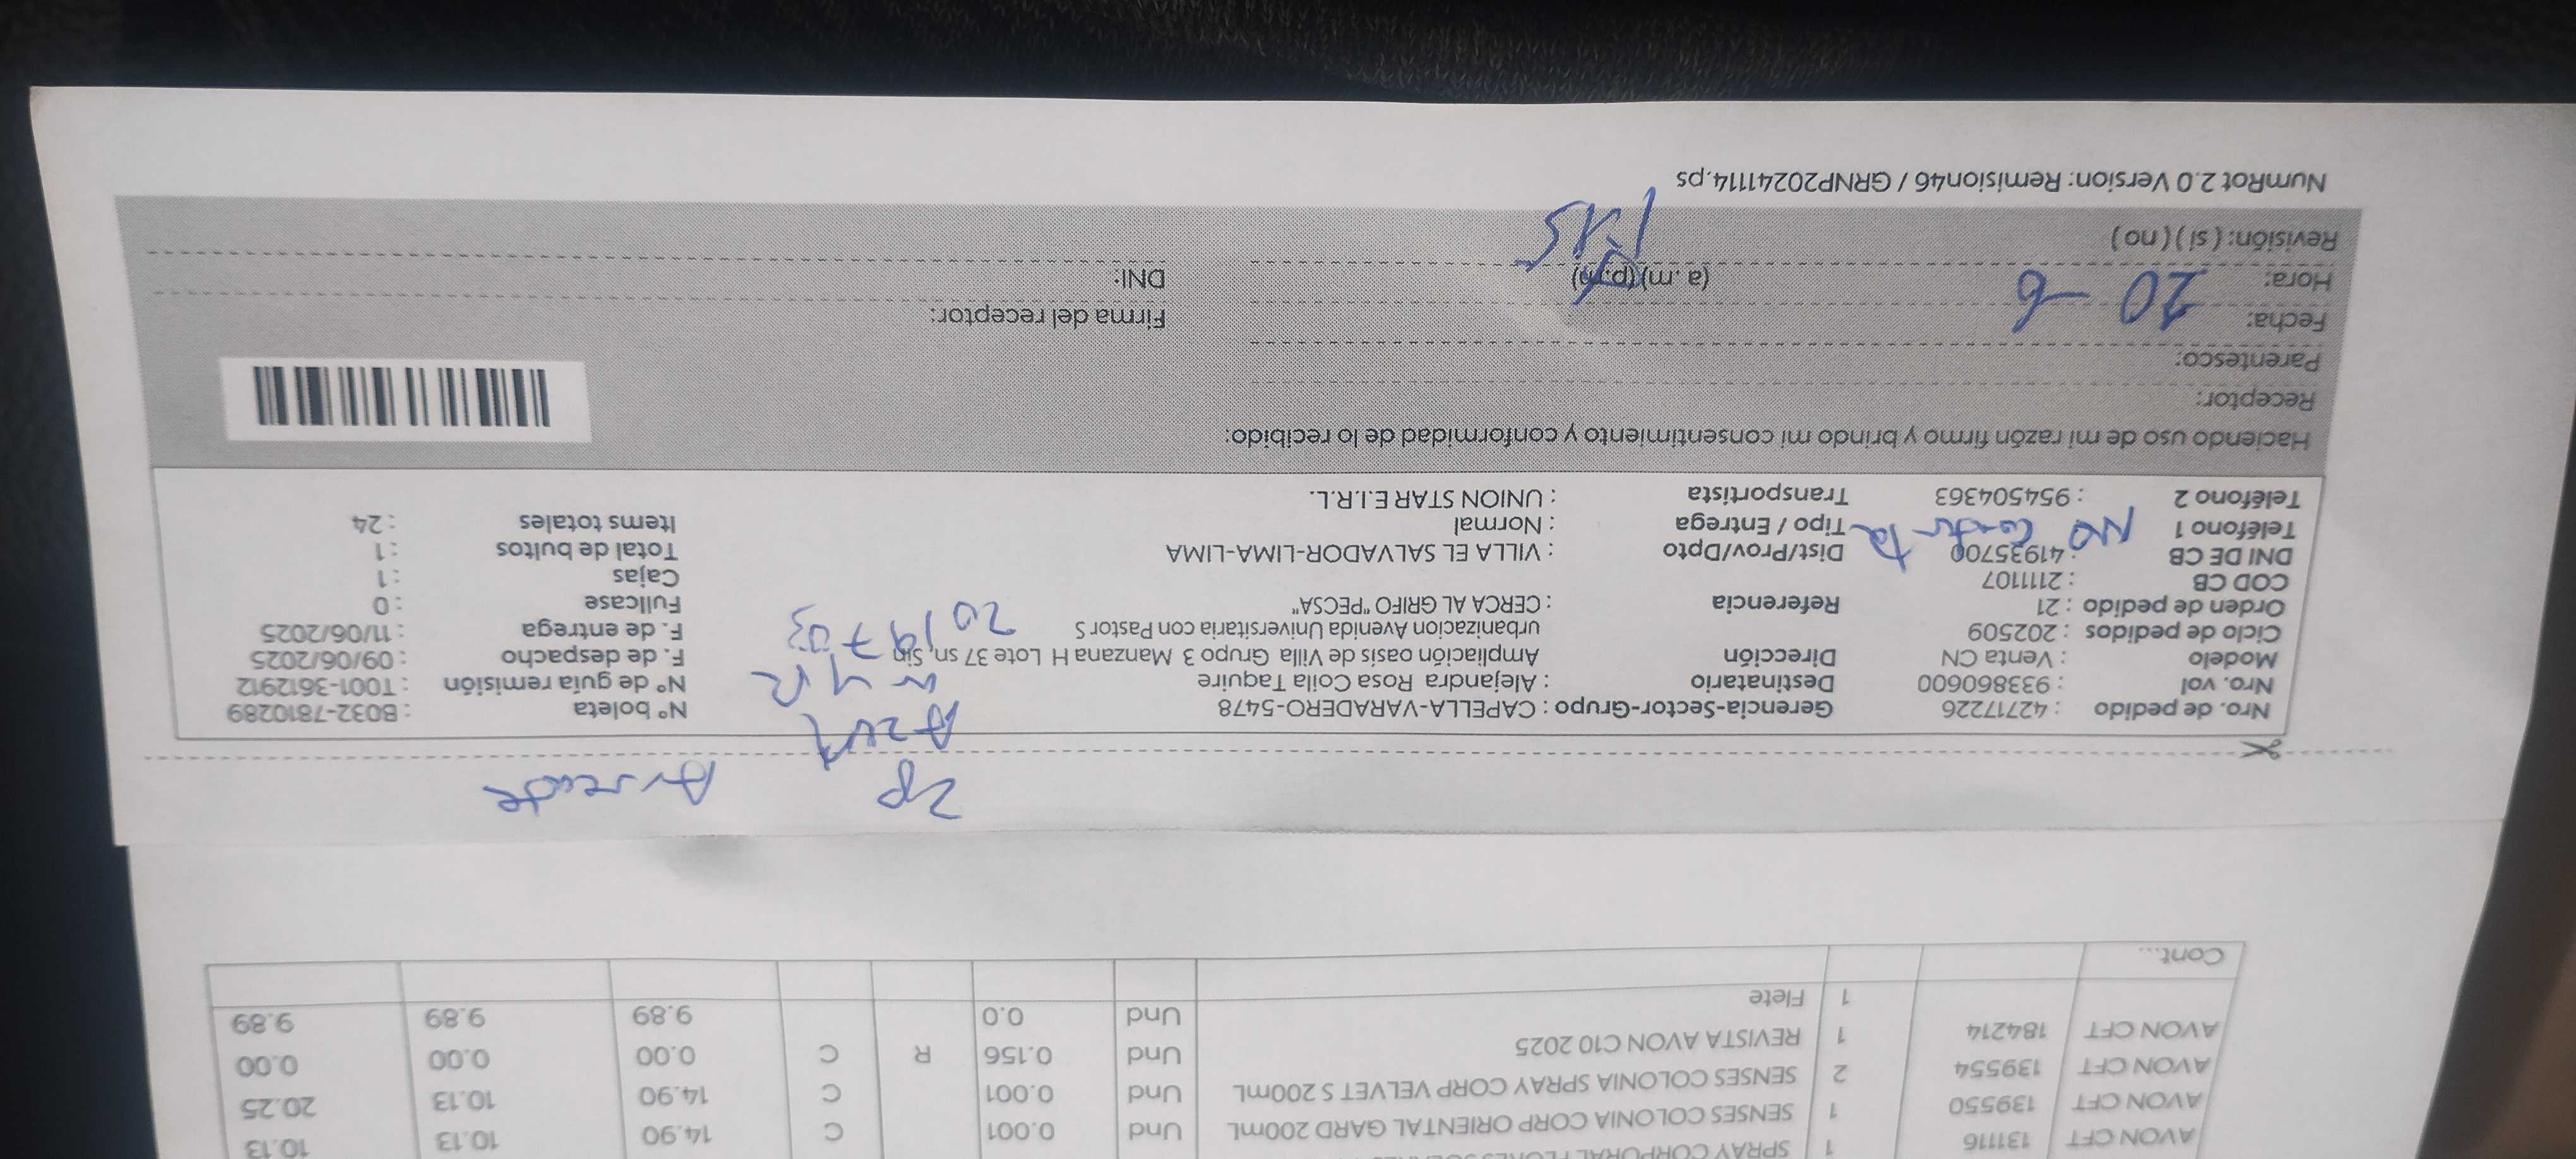 AVON CFT 131116 1 SPRAY CORPORAL
AVON CFT 139550 1 SENSES COLONIA CORP ORIENTAL GARD 200mL Und 0.001 C 14.90 10.13 10.13
AVON CFT 139554 2 SENSES COLONIA SPRAY CORP VELVET S 200mL Und 0.001 C 14.90 10.13 20.25
AVON CFT 184214 1 REVISTA AVON C10 2025 Und 0.156 R C 0.00 0.00 0.00
1 Flete Und 0.0 9.89 9.89 9.89
Cont...
2p Ausente
Nro. de pedido : 42717226 Gerencia-Sector-Grupo : CAPELLA-VARADERO-5478 Azul N° boleta : B032-7810289
Nro. vol : 933860600 Destinatario : Alejandra Rosa Coila Taquire N° de guía remisión : T001-3612912
Modelo : Venta CN Dirección Ampliación oasis de Villa Grupo 3 Manzana H Lote 37 sn, Sin F. de despacho : 09/06/2025
Ciclo de pedidos : 202509 urbanizacion Avenida Universitaria con Pastor S 2019703 F. de entrega : 11/06/2025
Orden de pedido : 21 Referencia : CERCA AL GRIFO "PECSA" Fullcase : 0
COD CB : 2111107 Cajas : 1
DNI DE CB : 41935700 Dist/Prov/Dpto : VILLA EL SALVADOR-LIMA-LIMA Total de bultos : 1
Teléfono 1 No contesta Tipo / Entrega : Normal Items totales : 24
Teléfono 2 : 954504363 Transportista : UNION STAR E.I.R.L.
Haciendo uso de mi razón firmo y brindo mi consentimiento y conformidad de lo recibido:
Receptor:
Parentesco:
Fecha: 20-6 Firma del receptor:
Hora: (a.m)(p.m) DNI:
Revisión: (si)(no) 1:15
NumRot 2.0 Version: Remision46 / GRNP20241114.ps